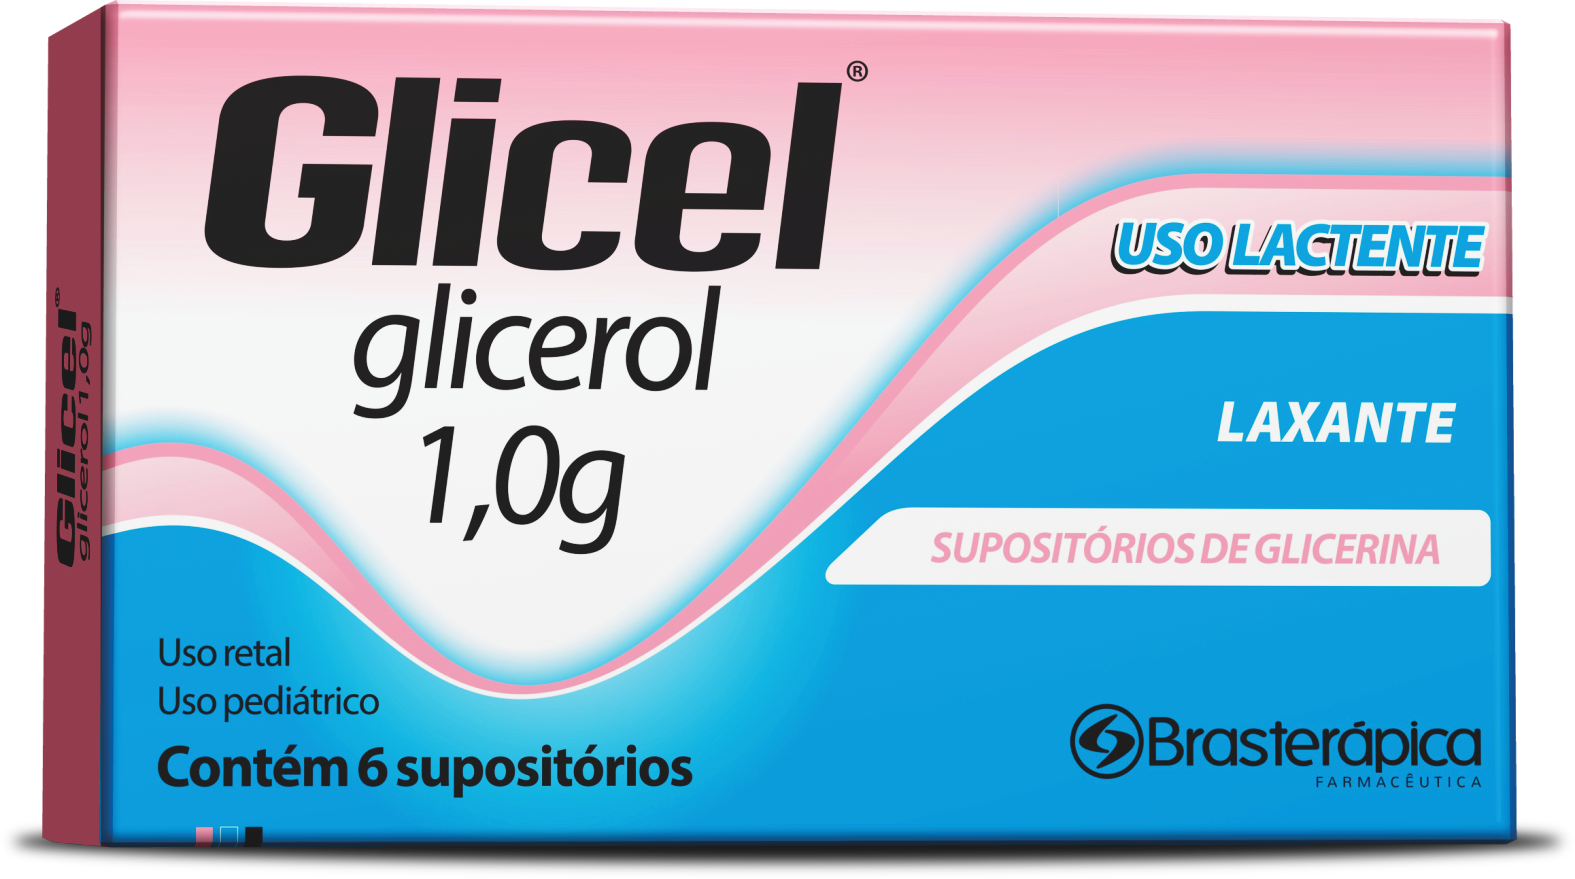 Glicel®
glicerol
1,0g
USO LACTENTE
LAXANTE
SUPOSITÓRIOS DE GLICERINA
Uso retal
Uso pediátrico
Contém 6 supositórios
Brasterápica
FARMACÊUTICA
Glicel®
glicerol 1,0g